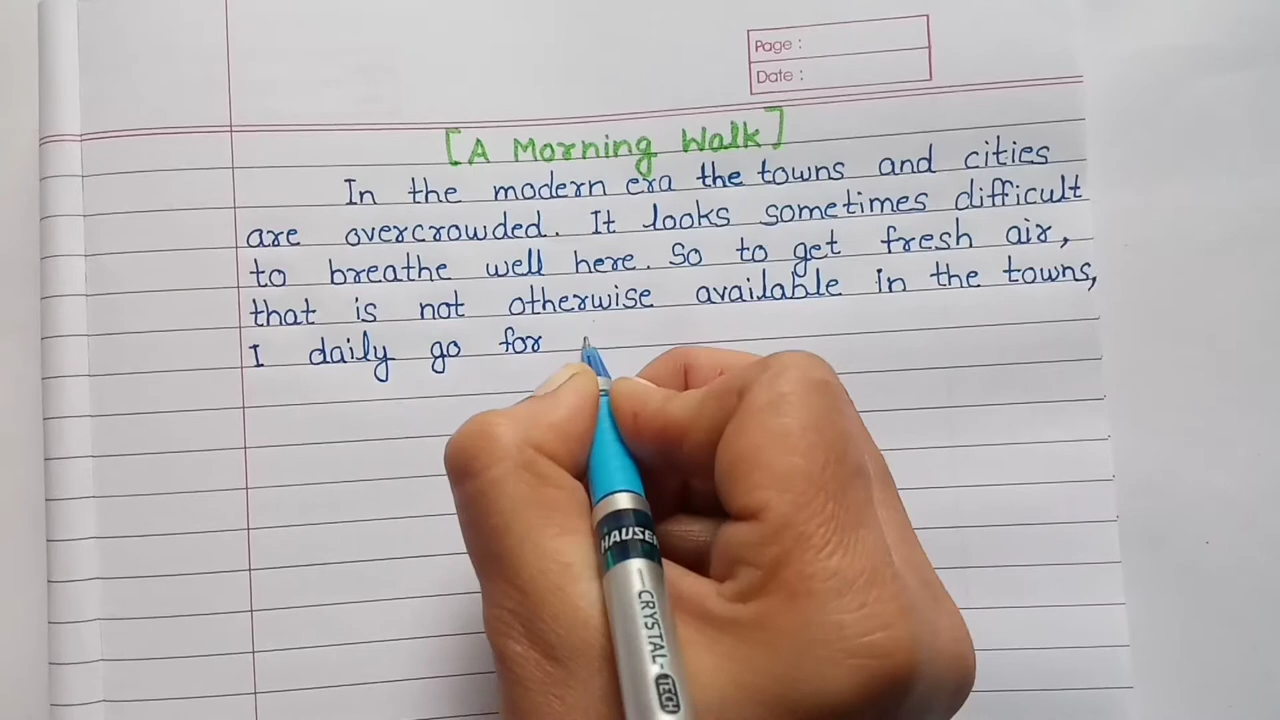 Page :
Date :
[A Morning Walk]
In the modern era the towns and cities
are overcrowded. It looks sometimes difficult
to breathe well here. So to get fresh air,
that is not otherwise available in the towns,
I daily go for
HAUSER
CRYSTAL-TECH